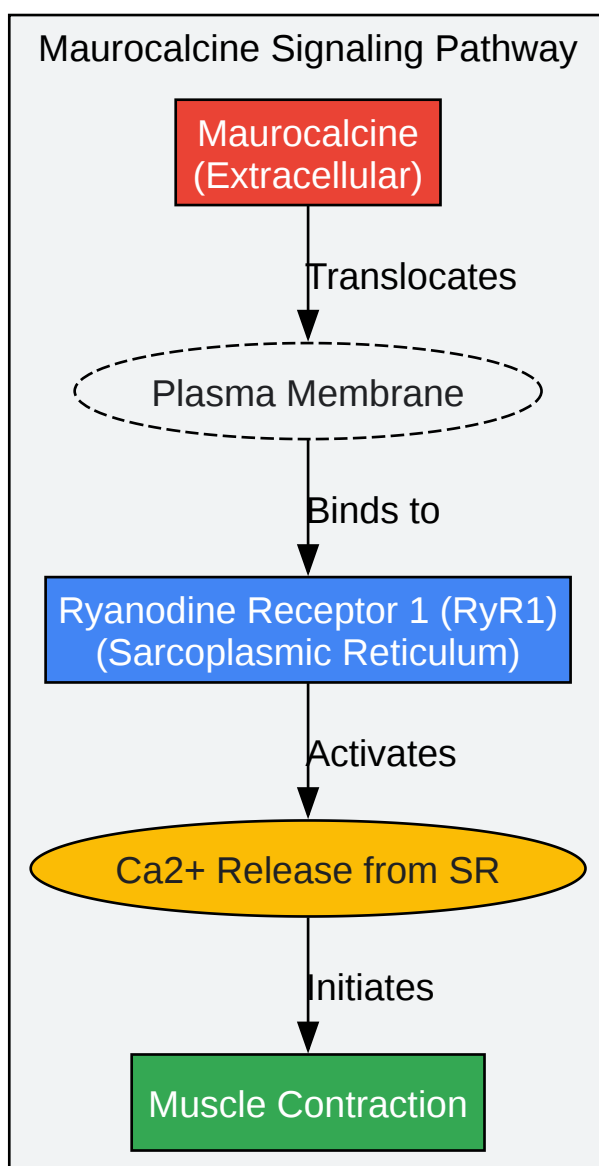 Maurocalcine Signaling Pathway
Maurocalcine
(Extracellular)
Translocates
Plasma Membrane
Binds to
Ryanodine Receptor 1 (RyR1)
(Sarcoplasmic Reticulum)
Activates
Ca2+ Release from SR
Initiates
Muscle Contraction